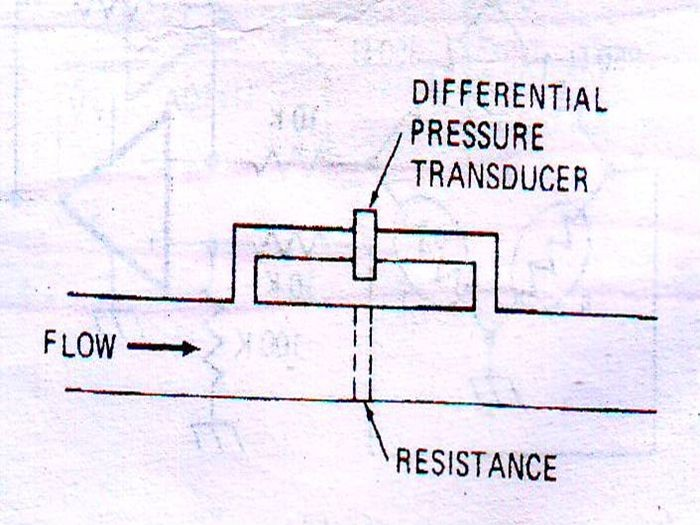 DIFFERENTIAL
PRESSURE
TRANSDUCER
FLOW
RESISTANCE